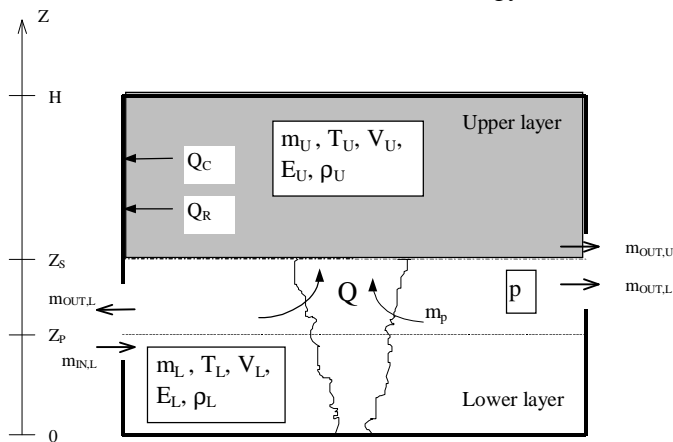 Z
H
Upper layer
m_U , T_U, V_U,
E_U, ρ_U
Q_C
Q_R
m_OUT,U
Z_S
Q
p
m_OUT,L
m_OUT,L
m_p
Z_P
m_IN,L
m_L , T_L, V_L,
E_L, ρ_L
Lower layer
0